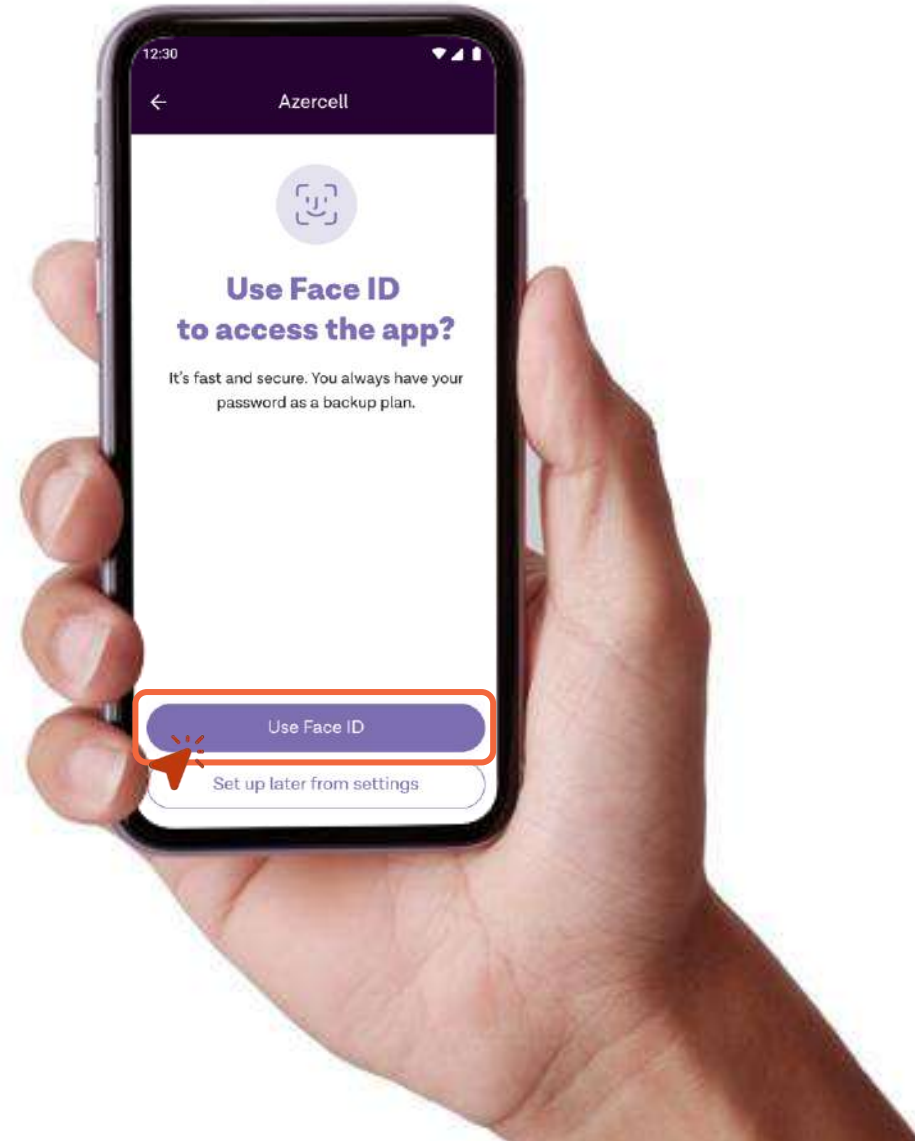 12:30
Azercell
Use Face ID
to access the app?
It's fast and secure. You always have your
password as a backup plan.
Use Face ID
Set up later from settings